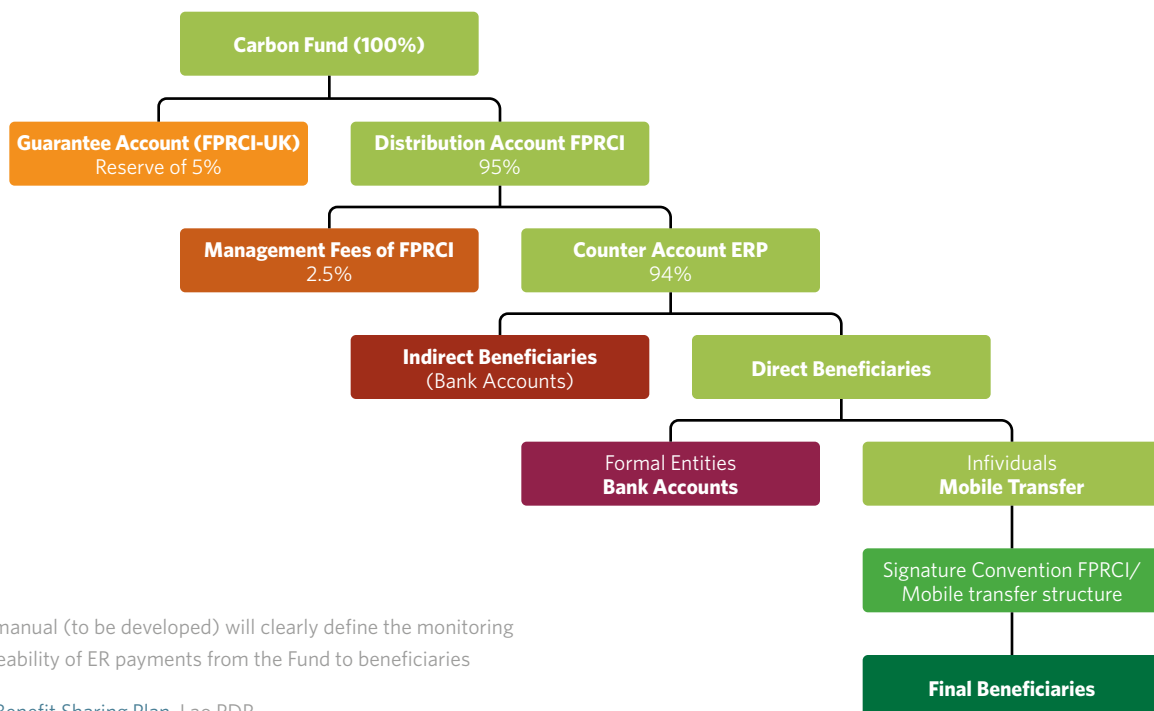 Carbon Fund (100%)
Guarantee Account (FPRCI-UK)
Reserve of 5%
Distribution Account FPRCI
95%
Management Fees of FPRCI
2.5%
Counter Account ERP
94%
Indirect Beneficiaries
(Bank Accounts)
Direct Beneficiaries
Formal Entities
Bank Accounts
Infividuals
Mobile Transfer
Signature Convention FPRCI/
Mobile transfer structure
Final Beneficiaries
manual (to be developed) will clearly define the monitoring
eability of ER payments from the Fund to beneficiaries